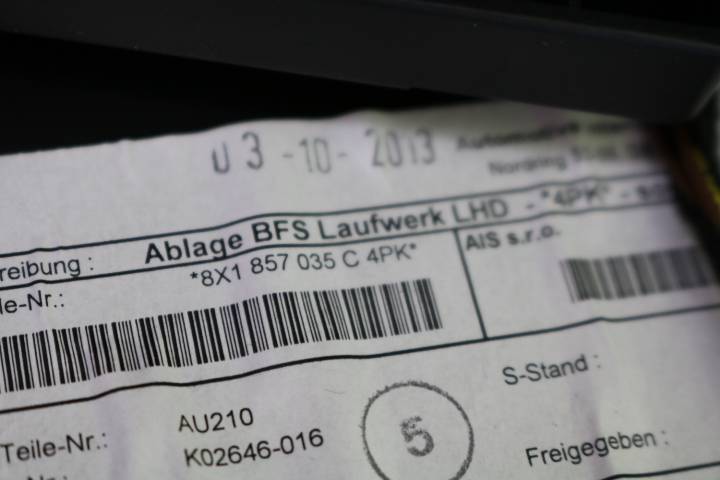 03-10-2013
reibung : Ablage BFS Laufwerk LHD - *4PK* -
le-Nr.: *8X1 857 035 C 4PK*
AIS s.r.o.
Teile-Nr.: AU210
K02646-016
5
S-Stand :
Freigegeben :